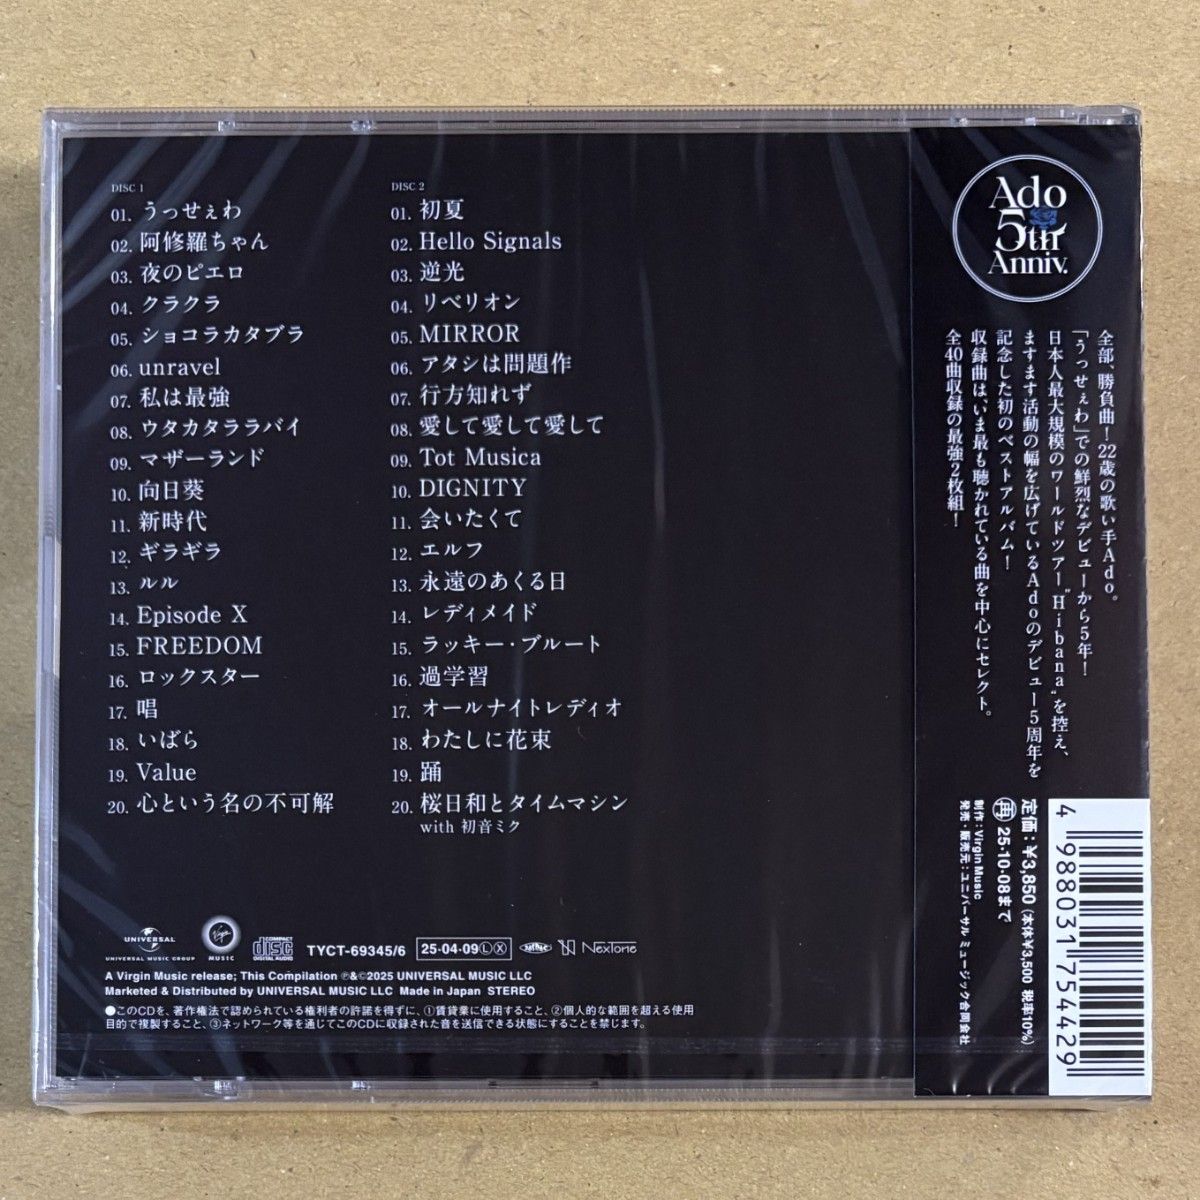 DISC 1
01. うっせぇわ
02. 阿修羅ちゃん
03. 夜のピエロ
04. クラクラ
05. ショコラカタブラ
06. unravel
07. 私は最強
08. ウタカタララバイ
09. マザーランド
10. 向日葵
11. 新時代
12. ギラギラ
13. ルル
14. Episode X
15. FREEDOM
16. ロックスター
17. 唱
18. いばら
19. Value
20. 心という名の不可解
DISC 2
01. 初夏
02. Hello Signals
03. 逆光
04. リベリオン
05. MIRROR
06. アタシは問題作
07. 行方知れず
08. 愛して愛して愛して
09. Tot Musica
10. DIGNITY
11. 会いたくて
12. エルフ
13. 永遠のあくる日
14. レディメイド
15. ラッキー・ブルート
16. 過学習
17. オールナイトレディオ
18. わたしに花束
19. 踊
20. 桜日和とタイムマシン
with 初音ミク
UNIVERSAL
UNIVERSAL MUSIC GROUP
Virgin
MUSIC
COMPACT
disc
DIGITAL AUDIO
TYCT-69345/6
25-04-09ⓁⓍ
NexTone
A Virgin Music release; This Compilation ℗&©2025 UNIVERSAL MUSIC LLC
Marketed & Distributed by UNIVERSAL MUSIC LLC Made in Japan STEREO
●このCDを、著作権法で認められている権利者の許諾を得ずに、①賃貸業に使用すること、②個人的な範囲を超える使用
目的で複製すること、③ネットワーク等を通じてこのCDに収録された音を送信できる状態にすることを禁じます。
Ado
5th
Anniv.
全部、勝負曲！22歳の歌い手Ado。
「うっせぇわ」での鮮烈なデビューから5年！
日本人最大規模のワールドツアー"Hibana"を控え、
ますます活動の幅を広げているAdoのデビュー5周年を
記念した初のベストアルバム！
収録曲は、いま最も聴かれている曲を中心にセレクト。
全40曲収録の最強2枚組！
定価：￥3,850（本体￥3,500 税率10%）
再 25・10・08まで
制作：Virgin Music
発売・販売元：ユニバーサル ミュージック合同会社
4 988031 754429